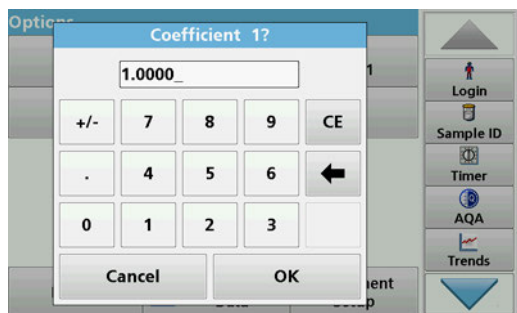 Coefficient 1?
1.0000_
+/- 7 8 9 CE
. 4 5 6
0 1 2 3
Cancel OK
1
Login
Sample ID
Timer
AQA
Trends